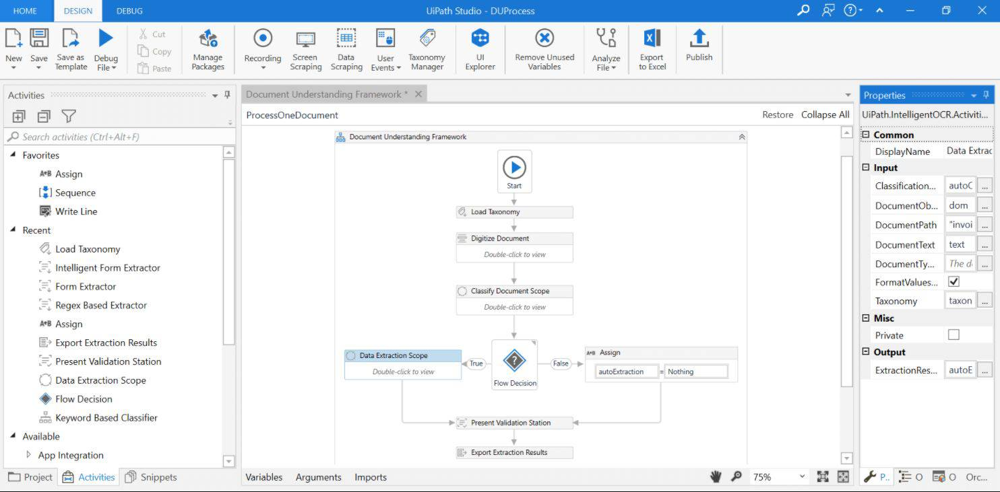 HOME DESIGN DEBUG UiPath Studio - DUProcess
New Save Save as Template Debug File Cut Copy Paste Manage Packages Recording Screen Scraping Data Scraping User Events Taxonomy Manager UI Explorer Remove Unused Variables Analyze File Export to Excel Publish
Activities
Search activities (Ctrl+Alt+F)
Favorites
A+B Assign
Sequence
Write Line
Recent
Load Taxonomy
Intelligent Form Extractor
Form Extractor
Regex Based Extractor
A+B Assign
Export Extraction Results
Present Validation Station
Data Extraction Scope
Flow Decision
Keyword Based Classifier
Available
App Integration
Project Activities Snippets
Document Understanding Framework *
ProcessOneDocument Restore Collapse All
Document Understanding Framework
Start
Load Taxonomy
Digitize Document
Double-click to view
Classify Document Scope
Double-click to view
Data Extraction Scope
Double-click to view
True
?
Flow Decision
False
A+B Assign
autoExtraction = Nothing
Present Validation Station
Export Extraction Results
Variables Arguments Imports 75%
Properties
UiPath.IntelligentOCR.Activiti...
Common
DisplayName Data Extrac
Input
Classification... autoC ...
DocumentOb... dom ...
DocumentPath "invoi ...
DocumentText text ...
DocumentTy... The d ...
FormatValues...
Taxonomy taxon ...
Misc
Private
Output
ExtractionRes... autoE ...
P.. O O Orc...